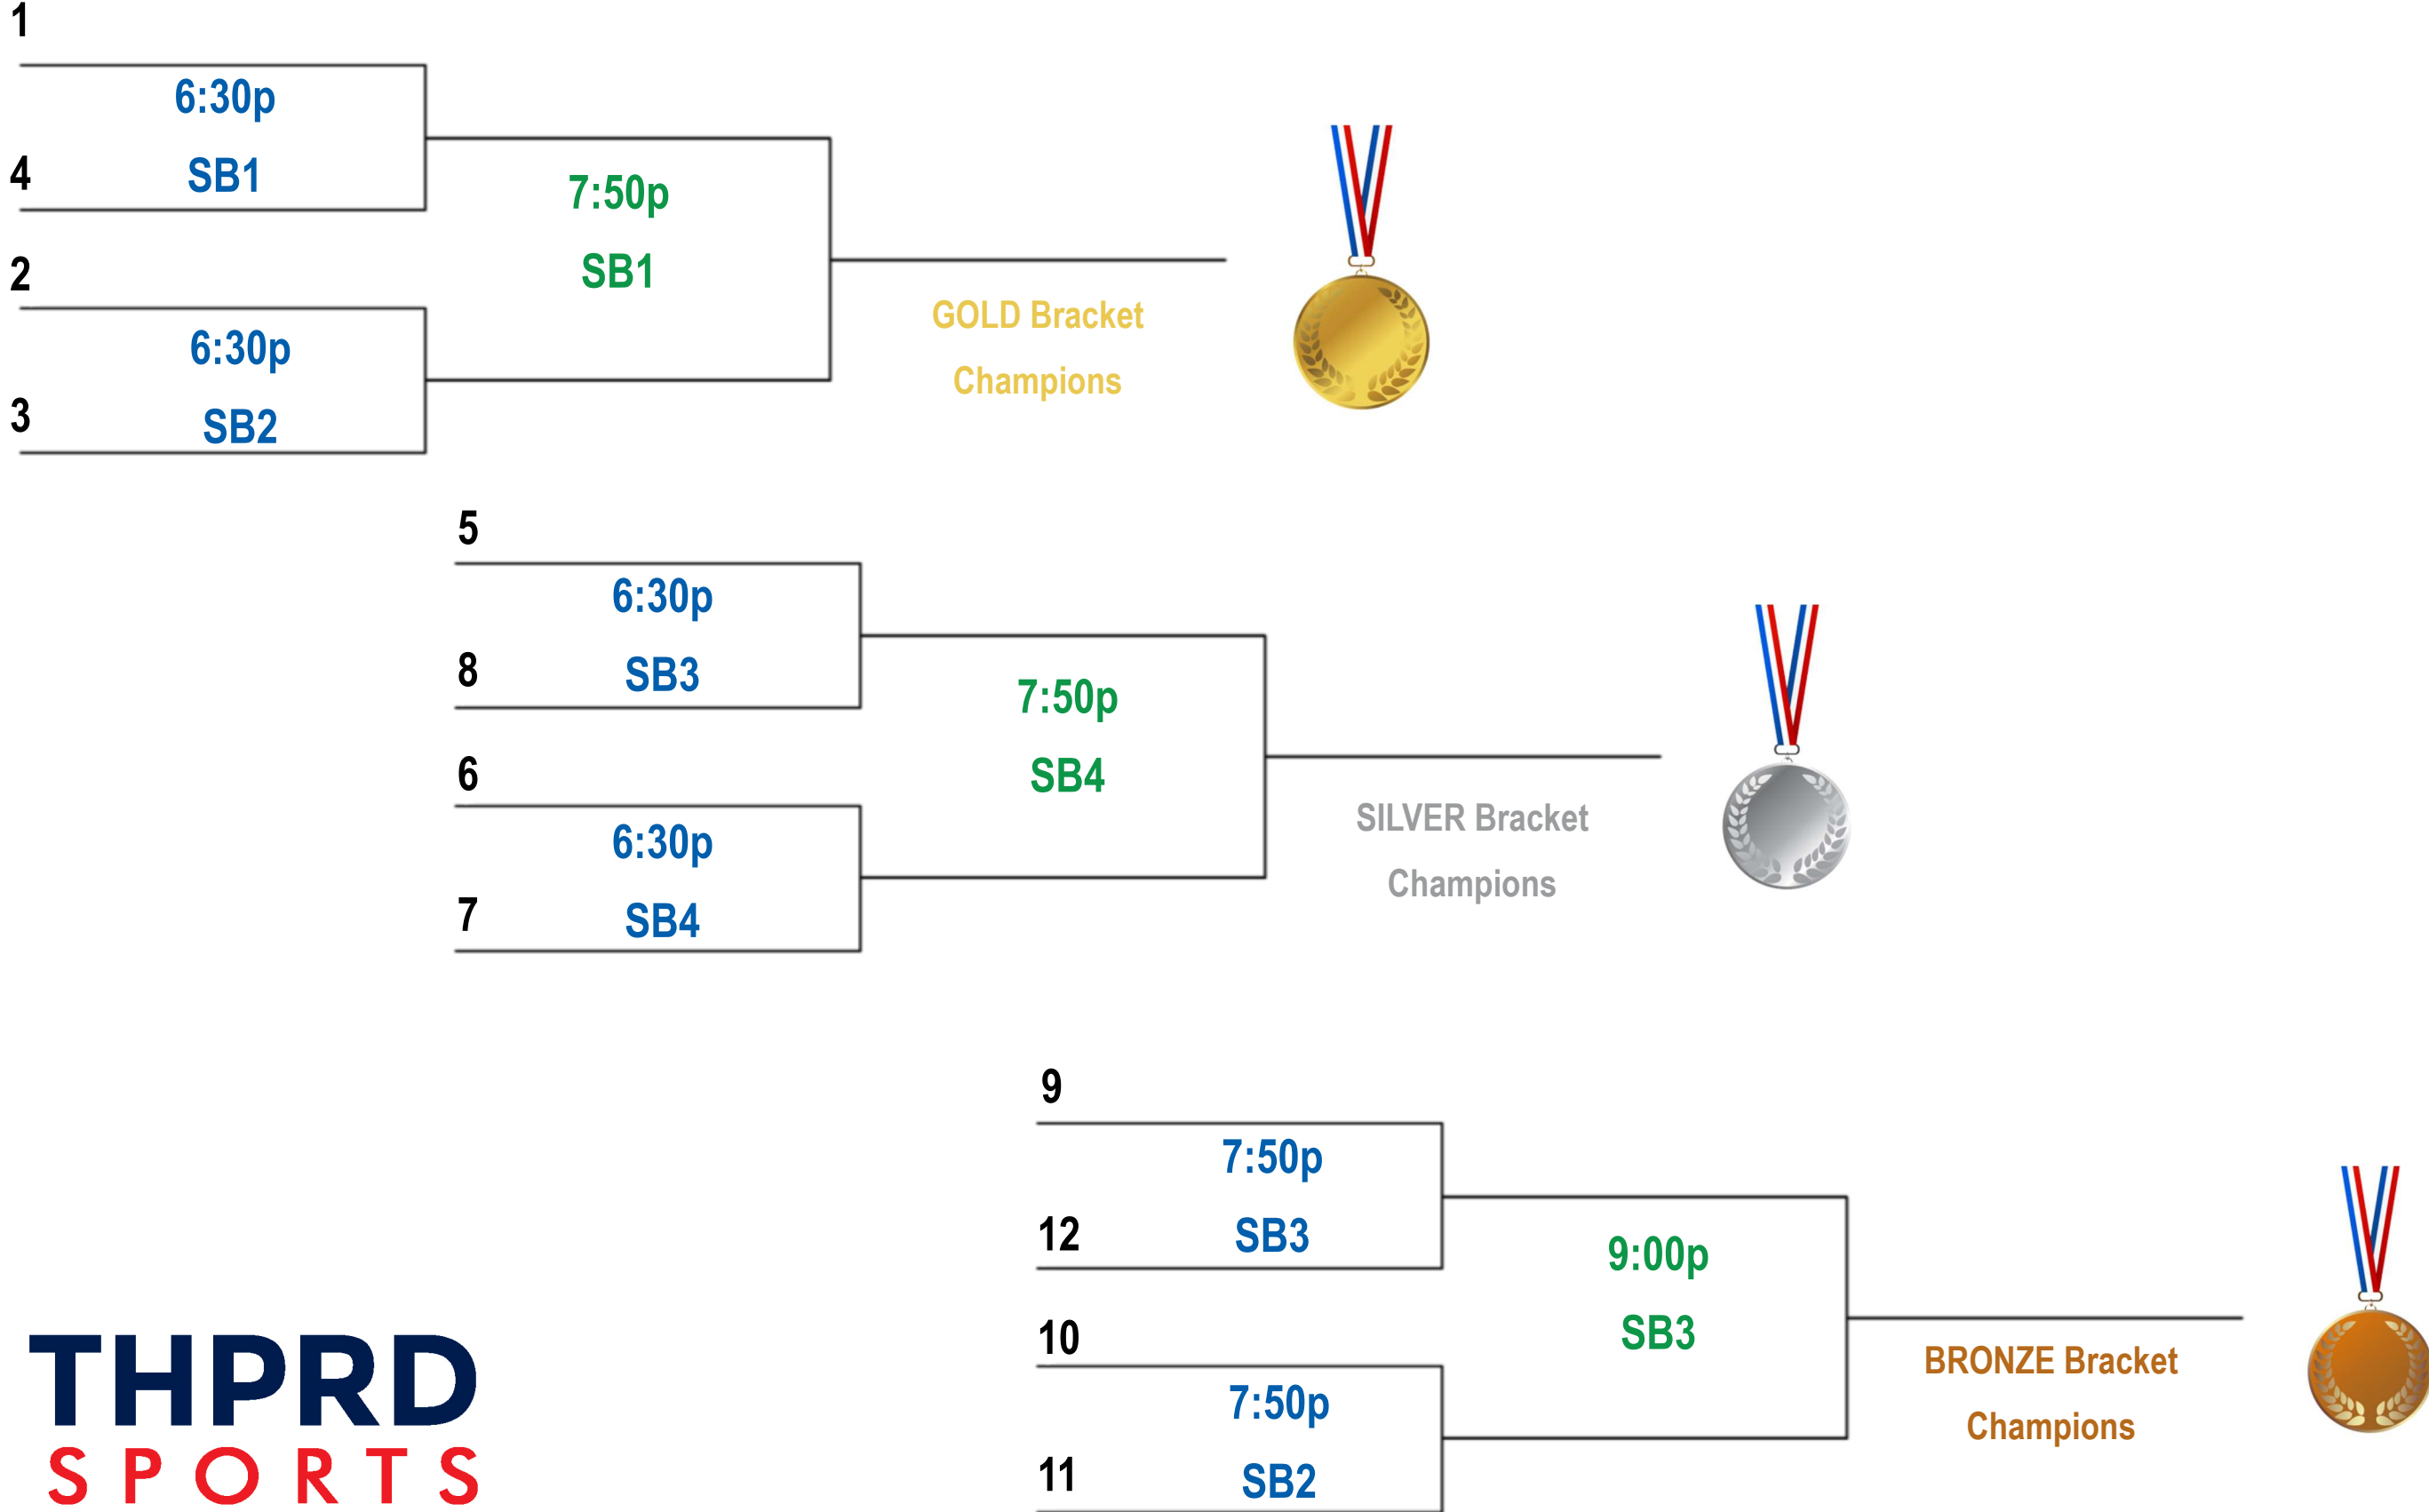 1
6:30p
4
SB1
7:50p
SB1
2
6:30p
3
SB2
GOLD Bracket
Champions
5
6:30p
8
SB3
7:50p
SB4
6
6:30p
7
SB4
SILVER Bracket
Champions
9
7:50p
12
SB3
9:00p
SB3
10
7:50p
11
SB2
BRONZE Bracket
Champions
THPRD
SPORTS